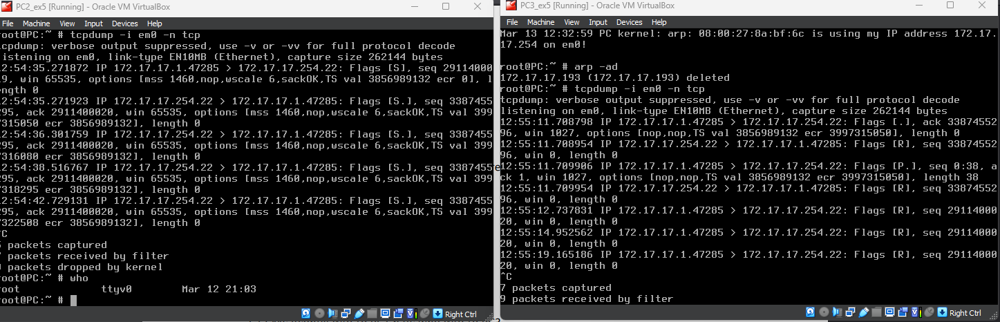 PC2_ex5 [Running] - Oracle VM VirtualBox
File Machine View Input Devices Help
root@PC:~ # tcpdump -i em0 -n tcp
tcpdump: verbose output suppressed, use -v or -vv for full protocol decode
listening on em0, link-type EN10MB (Ethernet), capture size 262144 bytes
12:54:35.271872 IP 172.17.17.1.47285 > 172.17.17.254.22: Flags [S], seq 29114000
19, win 65535, options [mss 1460,nop,wscale 6,sackOK,TS val 3856989132 ecr 0], l
ength 0
12:54:35.271923 IP 172.17.17.254.22 > 172.17.17.1.47285: Flags [S.], seq 3387455
295, ack 2911400020, win 65535, options [mss 1460,nop,wscale 6,sackOK,TS val 399
7315050 ecr 3856989132], length 0
12:54:36.301759 IP 172.17.17.254.22 > 172.17.17.1.47285: Flags [S.], seq 3387455
295, ack 2911400020, win 65535, options [mss 1460,nop,wscale 6,sackOK,TS val 399
7316080 ecr 3856989132], length 0
12:54:38.516767 IP 172.17.17.254.22 > 172.17.17.1.47285: Flags [S.], seq 3387455
295, ack 2911400020, win 65535, options [mss 1460,nop,wscale 6,sackOK,TS val 399
7318295 ecr 3856989132], length 0
12:54:42.729131 IP 172.17.17.254.22 > 172.17.17.1.47285: Flags [S.], seq 3387455
295, ack 2911400020, win 65535, options [mss 1460,nop,wscale 6,sackOK,TS val 399
7322508 ecr 3856989132], length 0
^C
5 packets captured
7 packets received by filter
0 packets dropped by kernel
root@PC:~ # who
root ttyv0 Mar 12 21:03
root@PC:~ #
Right Ctrl
PC3_ex5 [Running] - Oracle VM VirtualBox
File Machine View Input Devices Help
Mar 13 12:32:59 PC kernel: arp: 08:00:27:8a:bf:6c is using my IP address 172.17.
17.254 on em0!
root@PC:~ # arp -ad
172.17.17.193 (172.17.17.193) deleted
root@PC:~ # tcpdump -i em0 -n tcp
tcpdump: verbose output suppressed, use -v or -vv for full protocol decode
listening on em0, link-type EN10MB (Ethernet), capture size 262144 bytes
12:55:11.708798 IP 172.17.17.1.47285 > 172.17.17.254.22: Flags [.], ack 33874552
96, win 1027, options [nop,nop,TS val 3856989132 ecr 3997315050], length 0
12:55:11.708954 IP 172.17.17.254.22 > 172.17.17.1.47285: Flags [R], seq 33874552
96, win 0, length 0
12:55:11.709906 IP 172.17.17.1.47285 > 172.17.17.254.22: Flags [P.], seq 0:38, a
ck 1, win 1027, options [nop,nop,TS val 3856989132 ecr 3997315050], length 38
12:55:11.709954 IP 172.17.17.254.22 > 172.17.17.1.47285: Flags [R], seq 33874552
96, win 0, length 0
12:55:12.737831 IP 172.17.17.1.47285 > 172.17.17.254.22: Flags [R], seq 29114000
20, win 0, length 0
12:55:14.952562 IP 172.17.17.1.47285 > 172.17.17.254.22: Flags [R], seq 29114000
20, win 0, length 0
12:55:19.165186 IP 172.17.17.1.47285 > 172.17.17.254.22: Flags [R], seq 29114000
20, win 0, length 0
^C
7 packets captured
9 packets received by filter
Right Ctrl